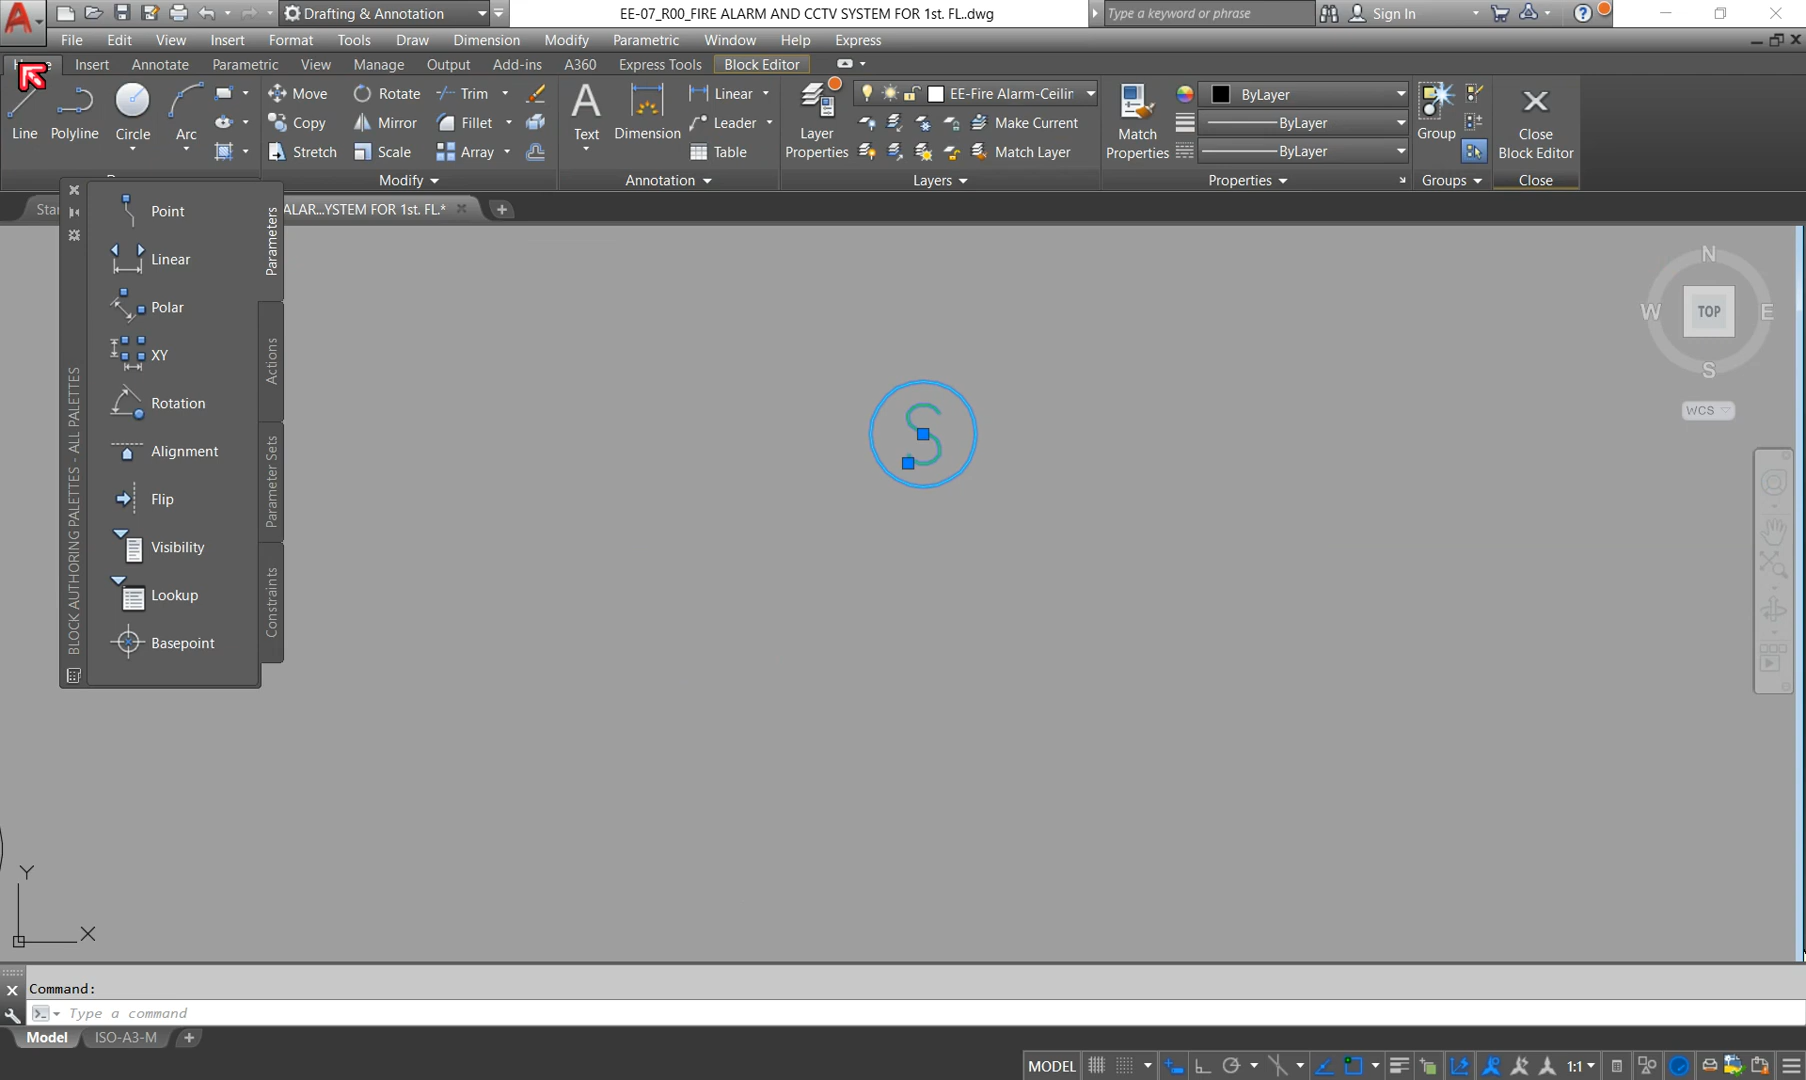 Drafting & Annotation
EE-07_R00_FIRE ALARM AND CCTV SYSTEM FOR 1st. FL..dwg
Type a keyword or phrase
Sign In
File Edit View Insert Format Tools Draw Dimension Modify Parametric Window Help Express
Insert Annotate Parametric View Manage Output Add-ins A360 Express Tools Block Editor
Line
Polyline
Circle
Arc
Move Rotate Trim
Copy Mirror Fillet
Stretch Scale Array
Modify
Text
Dimension
Linear
Leader
Table
Annotation
Layer
Properties
EE-Fire Alarm-Ceilir
Make Current
Match Layer
Layers
Match
Properties
ByLayer
ByLayer
ByLayer
Properties
Group
Groups
Close
Block Editor
Close
ALAR...YSTEM FOR 1st. FL.*
Point
Linear
Polar
XY
Rotation
Alignment
Flip
Visibility
Lookup
Basepoint
Parameters
Actions
Parameter Sets
Constraints
BLOCK AUTHORING PALETTES - ALL PALETTES
S
N
W
TOP
E
S
WCS
Y
X
Command:
Type a command
Model
ISO-A3-M
MODEL
1:1